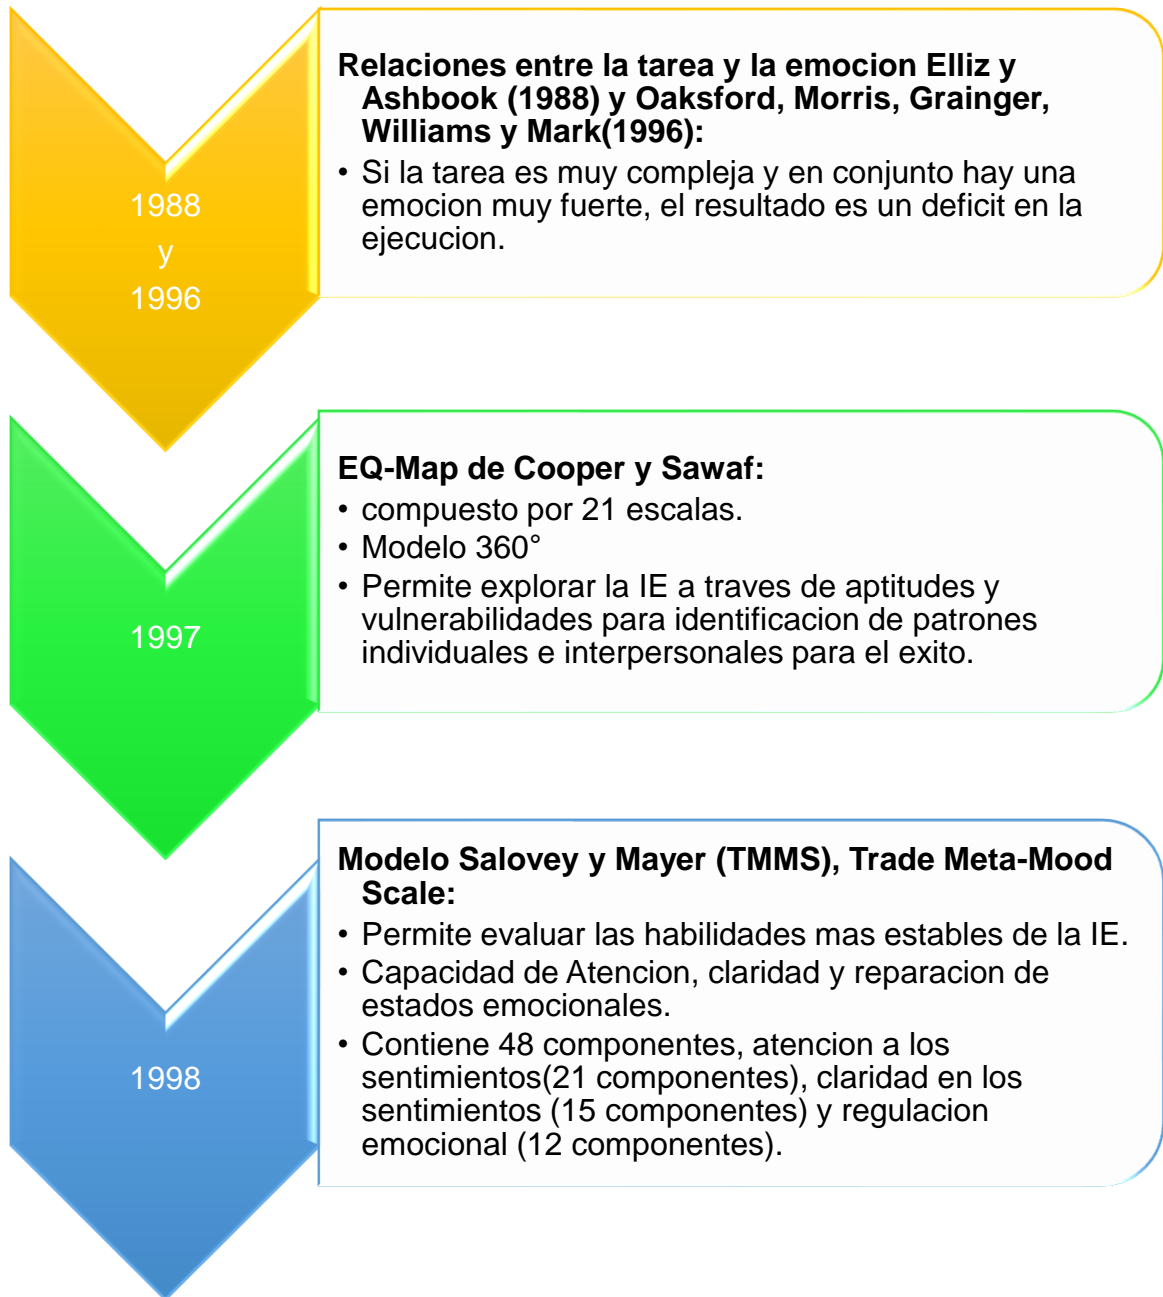 1988
y
1996
Relaciones entre la tarea y la emocion Elliz y
Ashbook (1988) y Oaksford, Morris, Grainger,
Williams y Mark(1996):
• Si la tarea es muy compleja y en conjunto hay una
emocion muy fuerte, el resultado es un deficit en la
ejecucion.
1997
EQ-Map de Cooper y Sawaf:
• compuesto por 21 escalas.
• Modelo 360°
• Permite explorar la IE a traves de aptitudes y
vulnerabilidades para identificacion de patrones
individuales e interpersonales para el exito.
1998
Modelo Salovey y Mayer (TMMS), Trade Meta-Mood
Scale:
• Permite evaluar las habilidades mas estables de la IE.
• Capacidad de Atencion, claridad y reparacion de
estados emocionales.
• Contiene 48 componentes, atencion a los
sentimientos(21 componentes), claridad en los
sentimientos (15 componentes) y regulacion
emocional (12 componentes).